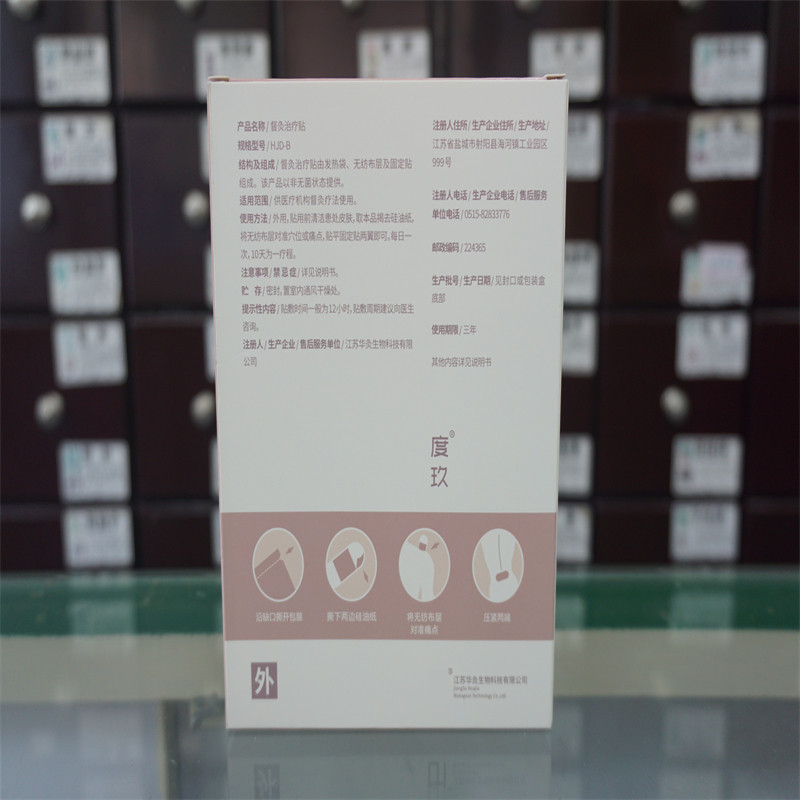 产品名称 / 督灸治疗贴
规格型号 / HJD-B
结构及组成 / 督灸治疗贴由发热袋、无纺布层及固定贴
组成。该产品以非无菌状态提供。
适用范围 / 供医疗机构督灸疗法使用。
使用方法 / 外用,贴用前清洁患处皮肤,取本品揭去硅油纸,
将无纺布层对准穴位或痛点,贴平固定贴两翼即可,每日一
次,10天为一疗程。
注意事项 / 禁忌症 / 详见说明书。
贮 存 / 密封,置室内通风干燥处。
提示性内容 / 贴敷时间一般为12小时,贴敷周期建议向医生
咨询。
注册人 / 生产企业 / 售后服务单位 / 江苏华灸生物科技有限
公司
注册人住所 / 生产企业住所 / 生产地址 /
江苏省盐城市射阳县海河镇工业园区
999号
注册人电话 / 生产企业电话 / 售后服务
单位电话 / 0515-82833776
邮政编码 / 224365
生产批号 / 生产日期 / 见封口或包装盒
底部
使用期限 / 三年
其他内容详见说明书
度®
玖
沿缺口撕开包装
撕下两边硅油纸
将无纺布层
对准痛点
压紧两端
外
江苏华灸生物科技有限公司